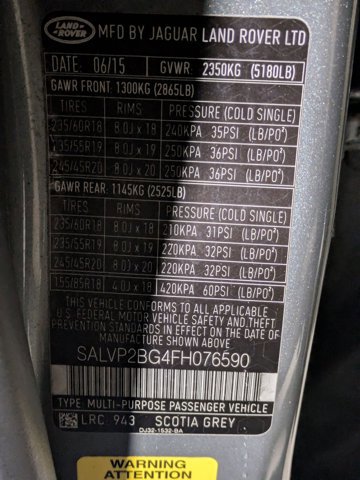 LAND-
ROVER
MFD BY JAGUAR LAND ROVER LTD
DATE 06/15 GVWR 2350KG (5180LB)
GAWR FRONT: 1300KG (2865LB)
TIRES RIMS PRESSURE (COLD SINGLE)
235/60R18 8.0J x 18 240KPA 35PSI (LB/PO²)
235/55R19 8.0J x 19 250KPA 36PSI (LB/PO²)
245/45R20 8.0J x 20 250KPA 36PSI (LB/PO²)
GAWR REAR: 1145KG (2525LB)
TIRES RIMS PRESSURE (COLD SINGLE)
235/60R18 8.0J x 18 210KPA 31PSI (LB/PO²)
235/55R19 8.0J x 19 220KPA 32PSI (LB/PO²)
245/45R20 8.0J x 20 220KPA 32PSI (LB/PO²)
155/85R18 4.0J x 18 420KPA 60PSI (LB/PO²)
THIS VEHICLE CONFORMS TO ALL APPLICABLE
U.S. FEDERAL MOTOR VEHICLE SAFETY AND
THEFT PREVENTION STANDARDS IN EFFECT ON
THE DATE OF MANUFACTURE SHOWN ABOVE.
SALVP2BG4FH076590
TYPE: MULTI-PURPOSE PASSENGER VEHICLE
LRC: 943 SCOTIA GREY
DJ32-1532-BA
WARNING
ATTENTION